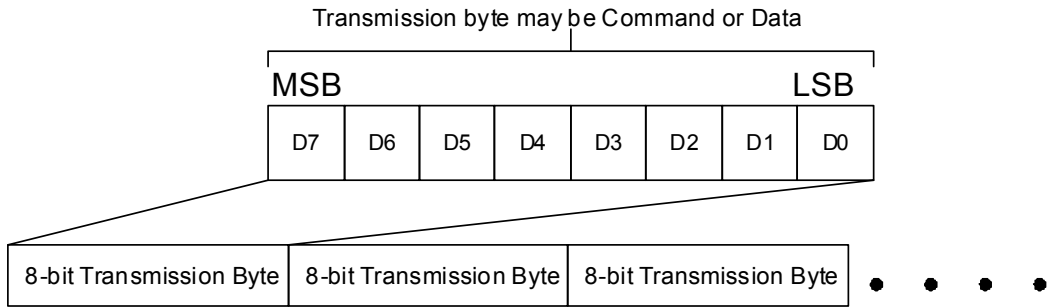 Transmission byte may be Command or Data
MSB LSB
D7 D6 D5 D4 D3 D2 D1 D0
8-bit Transmission Byte 8-bit Transmission Byte 8-bit Transmission Byte